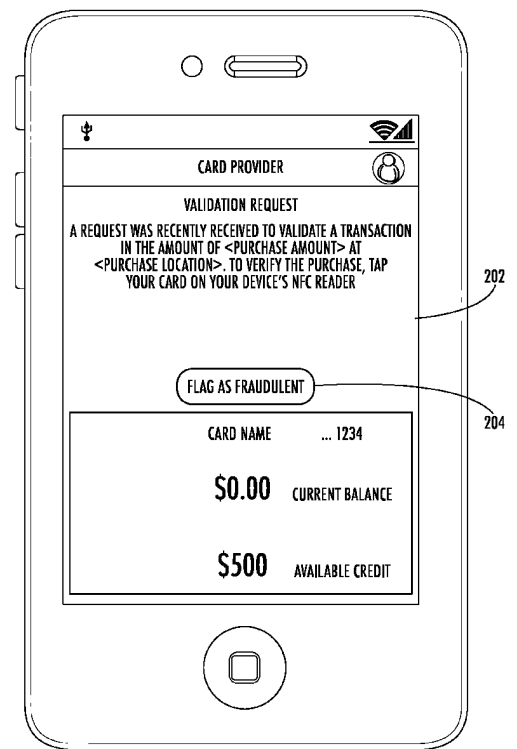 CARD PROVIDER
VALIDATION REQUEST
A REQUEST WAS RECENTLY RECEIVED TO VALIDATE A TRANSACTION
IN THE AMOUNT OF <PURCHASE AMOUNT> AT
<PURCHASE LOCATION>. TO VERIFY THE PURCHASE, TAP
YOUR CARD ON YOUR DEVICE'S NFC READER
202
FLAG AS FRAUDULENT
204
CARD NAME ... 1234
$0.00 CURRENT BALANCE
$500 AVAILABLE CREDIT